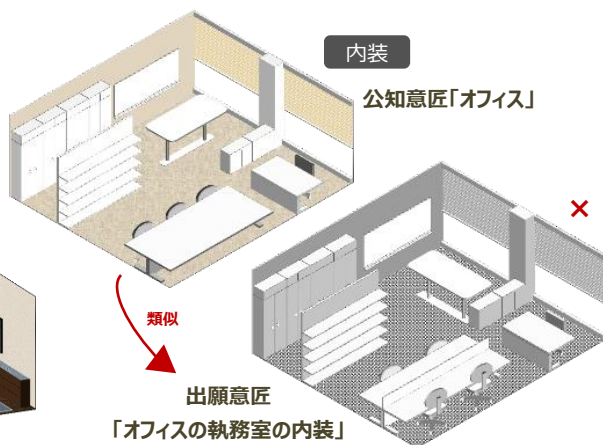 内装
公知意匠「オフィス」
×
類似
出願意匠
「オフィスの執務室の内装」